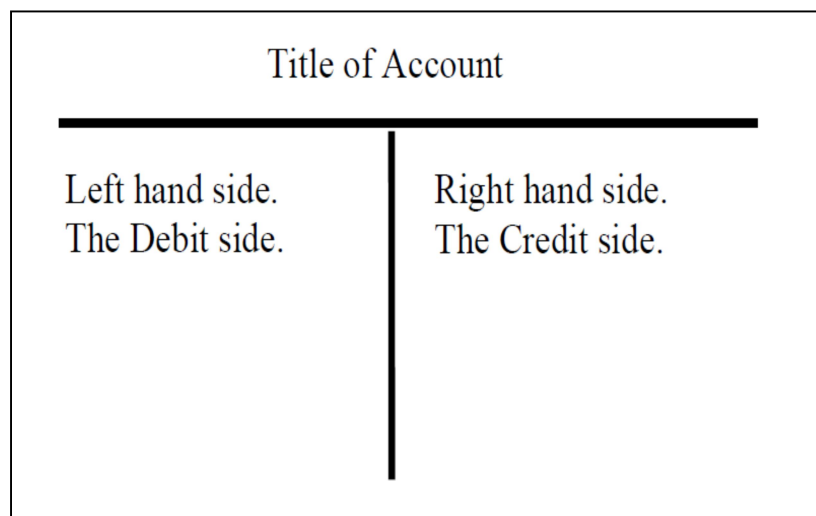 Title of Account
Left hand side.
The Debit side.
Right hand side.
The Credit side.